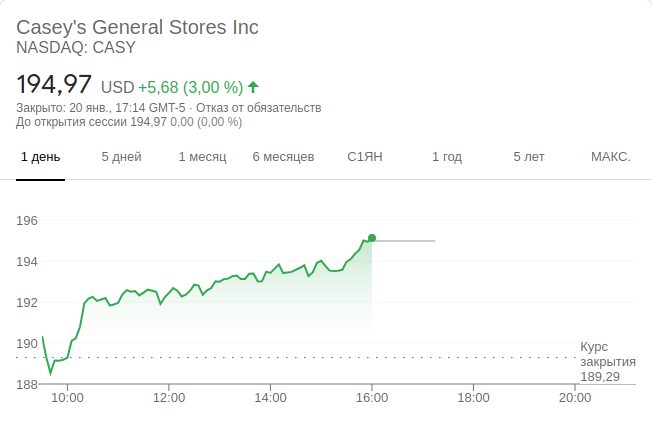 Casey's General Stores Inc
NASDAQ: CASY
194,97 USD +5,68 (3,00 %)
Закрыто: 20 янв., 17:14 GMT-5 · Отказ от обязательств
До открытия сессии 194,97 0,00 (0,00 %)
1 день 5 дней 1 месяц 6 месяцев С1ЯН 1 год 5 лет МАКС.
196
194
192
190
188
Курс
закрытия
189,29
10:00 12:00 14:00 16:00 18:00 20:00